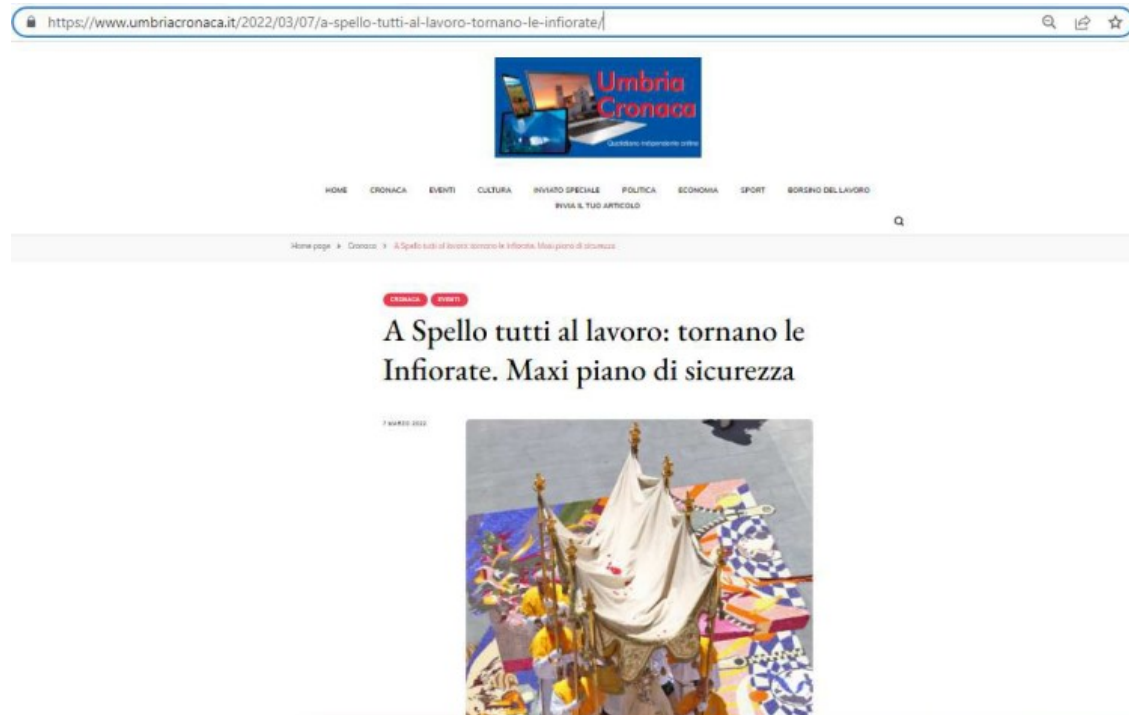 https://www.umbriacronaca.it/2022/03/07/a-spello-tutti-al-lavoro-tornano-le-infiorate/
Umbria
Cronaca
Quotidiano indipendente online
HOME CRONACA EVENTI CULTURA INVIATO SPECIALE POLITICA ECONOMIA SPORT BORSINO DEL LAVORO
INVIA IL TUO ARTICOLO
Home page Cronaca A Spello tutti al lavoro: tornano le Infiorate. Maxi piano di sicurezza
CRONACA EVENTI
A Spello tutti al lavoro: tornano le
Infiorate. Maxi piano di sicurezza
7 MARZO 2022